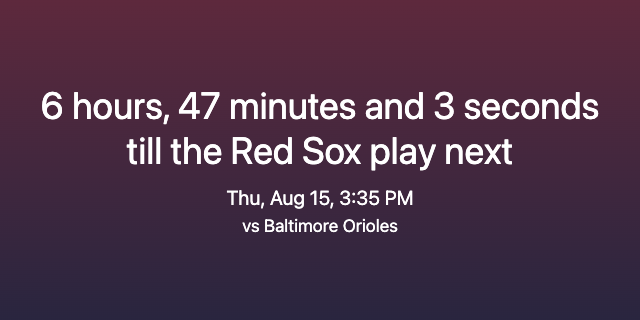 6 hours, 47 minutes and 3 seconds
till the Red Sox play next
Thu, Aug 15, 3:35 PM
vs Baltimore Orioles